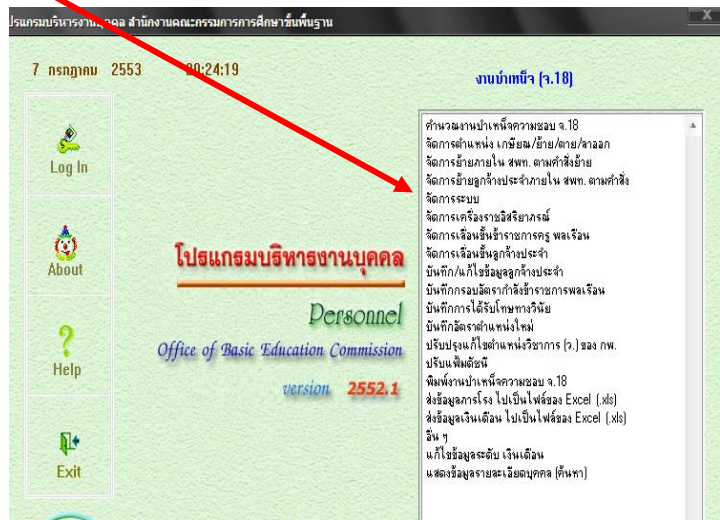 ปรแกรมบริหารงานบุคคล สำนักงานคณะกรรมการการศึกษาขั้นพื้นฐาน
7 กรกฎาคม 2553 20:24:19
งานบำเหน็จ (จ.18)
Log In
About
Help
Exit
โปรแกรมบริหารงานบุคคล
Personnel
Office of Basic Education Commission
version 2552.1
คำนวณงานบำเหน็จความชอบ จ.18
จัดการตำแหน่ง เกษียณ/ย้าย/ตาย/ลาออก
จัดการย้ายภายใน สพท. ตามคำสั่งย้าย
จัดการย้ายลูกจ้างประจำภายใน สพท. ตามคำสั่ง
จัดการระบบ
จัดการเครื่องราชอิสริยาภรณ์
จัดการเลื่อนขั้นข้าราชการครู พลเรือน
จัดการเลื่อนขั้นลูกจ้างประจำ
บันทึก/แก้ไขข้อมูลลูกจ้างประจำ
บันทึกกรอบอัตรากำลังข้าราชการพลเรือน
บันทึกการได้รับโทษทางวินัย
บันทึกอัตราตำแหน่งใหม่
ปรับปรุงแก้ไขตำแหน่งวิชาการ (ว.) ของ กพ.
ปรับแฟ้มดัชนี
พิมพ์งานบำเหน็จความชอบ จ.18
ส่งข้อมูลภารโรง ไปเป็นไฟล์ของ Excel (.xls)
ส่งข้อมูลเงินเดือน ไปเป็นไฟล์ของ Excel (.xls)
อื่น ๆ
แก้ไขข้อมูลระดับ เงินเดือน
แสดงข้อมูลรายละเอียดบุคคล (ค้นหา)